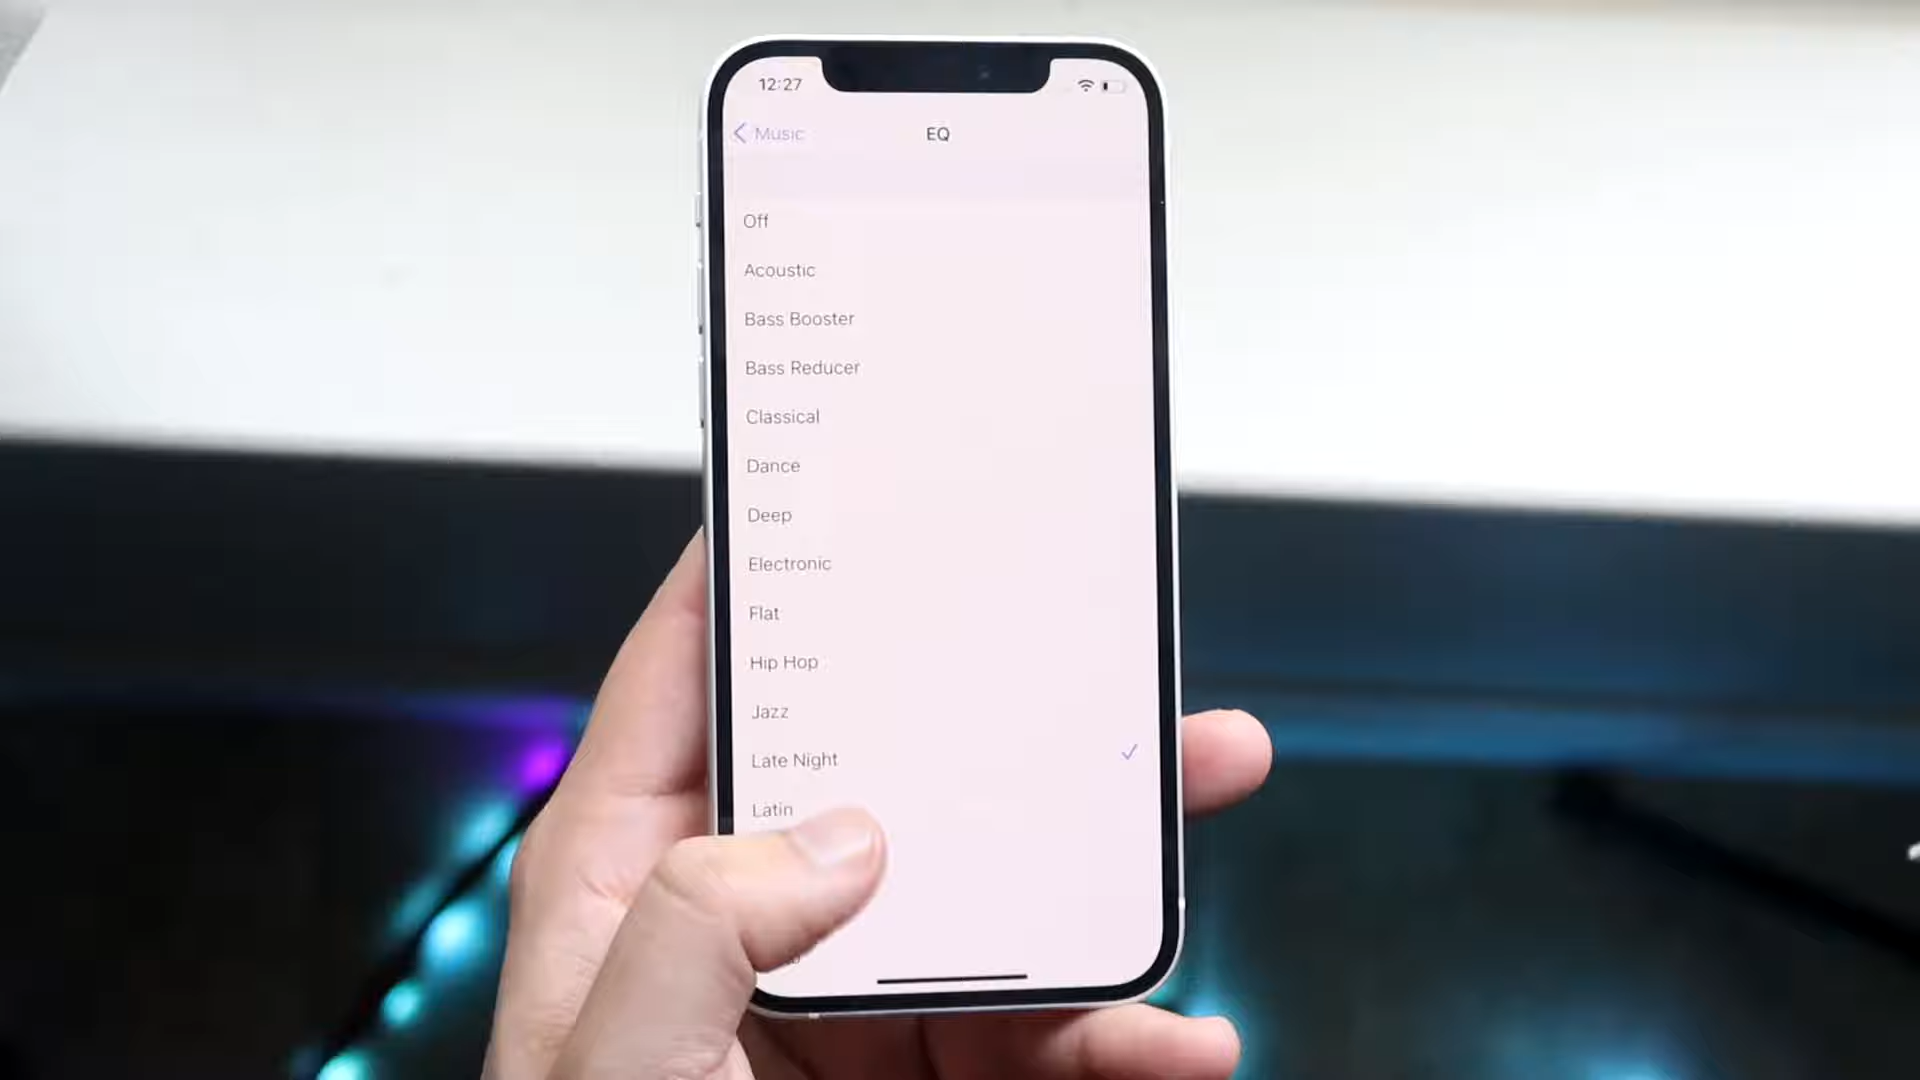 12:27
Music
EQ
Off
Acoustic
Bass Booster
Bass Reducer
Classical
Dance
Deep
Electronic
Flat
Hip Hop
Jazz
Late Night
Latin